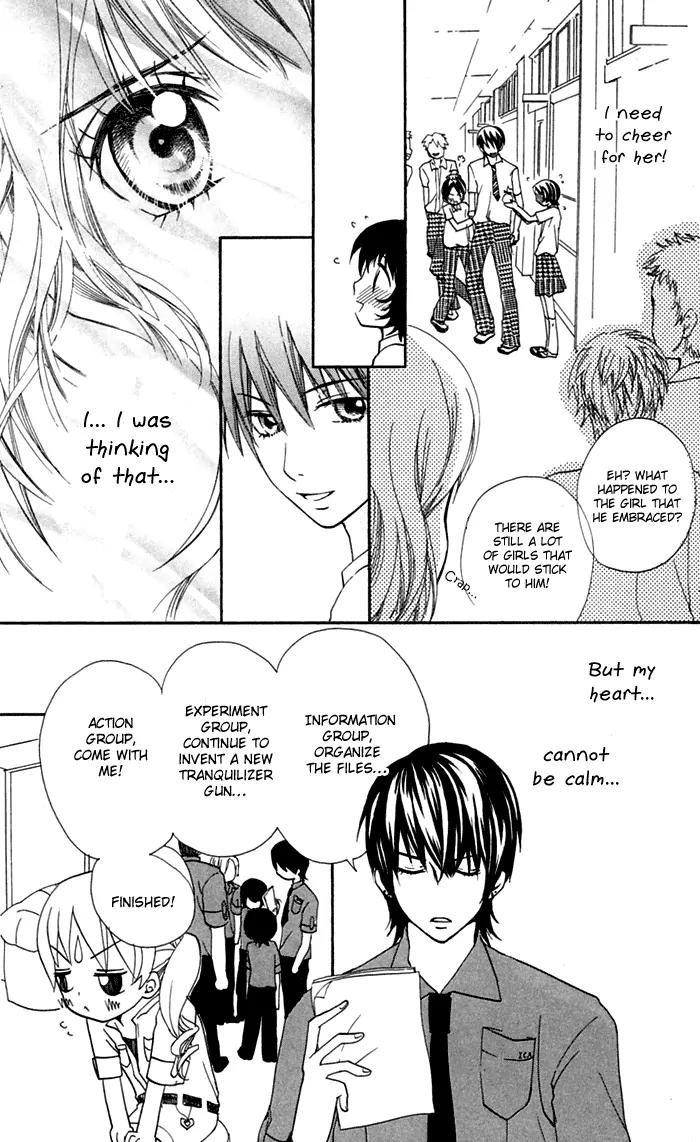 I need
to cheer
for her!
EH? WHAT
HAPPENED TO
THE GIRL THAT
HE EMBRACED?
THERE ARE
STILL A LOT
OF GIRLS THAT
WOULD STICK
TO HIM!
Crap...
I... I was
thinking
of that...
But my
heart...
cannot
be calm...
INFORMATION
GROUP,
ORGANIZE
THE FILES...
EXPERIMENT
GROUP,
CONTINUE TO
INVENT A NEW
TRANQUILIZER
GUN...
ACTION
GROUP,
COME WITH
ME!
FINISHED!
ICA